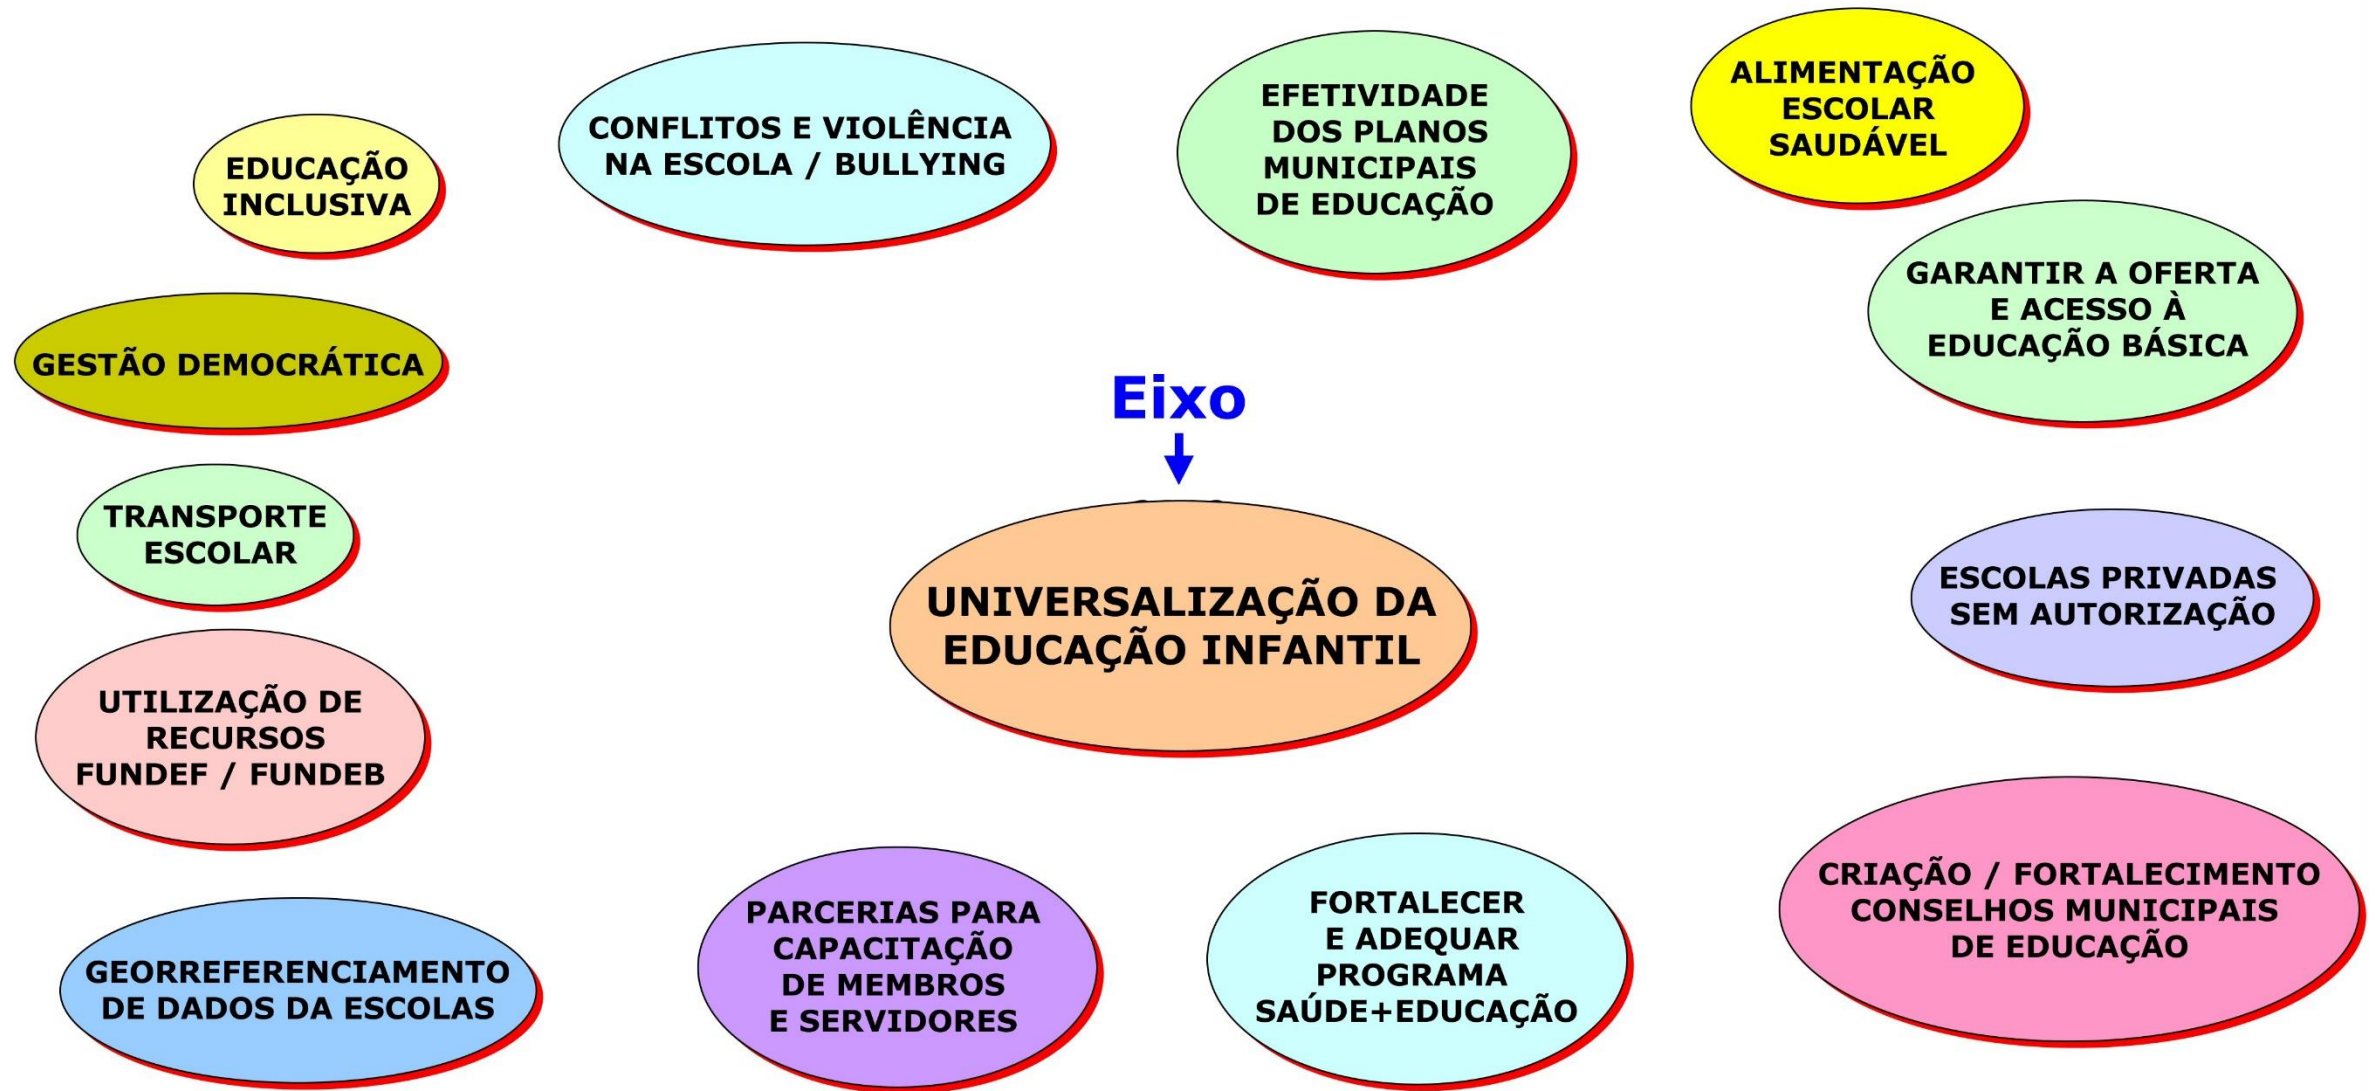 EDUCAÇÃO
INCLUSIVA
CONFLITOS E VIOLÊNCIA
NA ESCOLA / BULLYING
EFETIVIDADE
DOS PLANOS
MUNICIPAIS
DE EDUCAÇÃO
ALIMENTAÇÃO
ESCOLAR
SAUDÁVEL
GESTÃO DEMOCRÁTICA
GARANTIR A OFERTA
E ACESSO À
EDUCAÇÃO BÁSICA
Eixo
TRANSPORTE
ESCOLAR
UNIVERSALIZAÇÃO DA
EDUCAÇÃO INFANTIL
ESCOLAS PRIVADAS
SEM AUTORIZAÇÃO
UTILIZAÇÃO DE
RECURSOS
FUNDEF / FUNDEB
GEORREFERENCIAMENTO
DE DADOS DA ESCOLAS
PARCERIAS PARA
CAPACITAÇÃO
DE MEMBROS
E SERVIDORES
FORTALECER
E ADEQUAR
PROGRAMA
SAÚDE+EDUCAÇÃO
CRIAÇÃO / FORTALECIMENTO
CONSELHOS MUNICIPAIS
DE EDUCAÇÃO